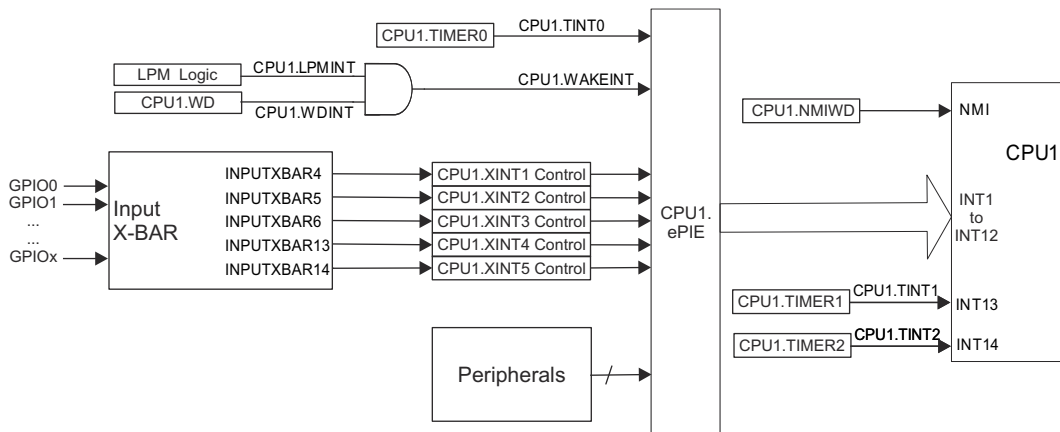 CPU1.TIMER0
CPU1.TINT0
LPM Logic
CPU1.LPMINT
CPU1.WD
CPU1.WDINT
CPU1.WAKEINT
CPU1.NMIWD
NMI
CPU1
GPIO0
GPIO1
...
...
GPIOx
Input
X-BAR
INPUTXBAR4
INPUTXBAR5
INPUTXBAR6
INPUTXBAR13
INPUTXBAR14
CPU1.XINT1 Control
CPU1.XINT2 Control
CPU1.XINT3 Control
CPU1.XINT4 Control
CPU1.XINT5 Control
CPU1.
ePIE
INT1
to
INT12
CPU1.TIMER1
CPU1.TINT1
INT13
CPU1.TIMER2
CPU1.TINT2
INT14
Peripherals